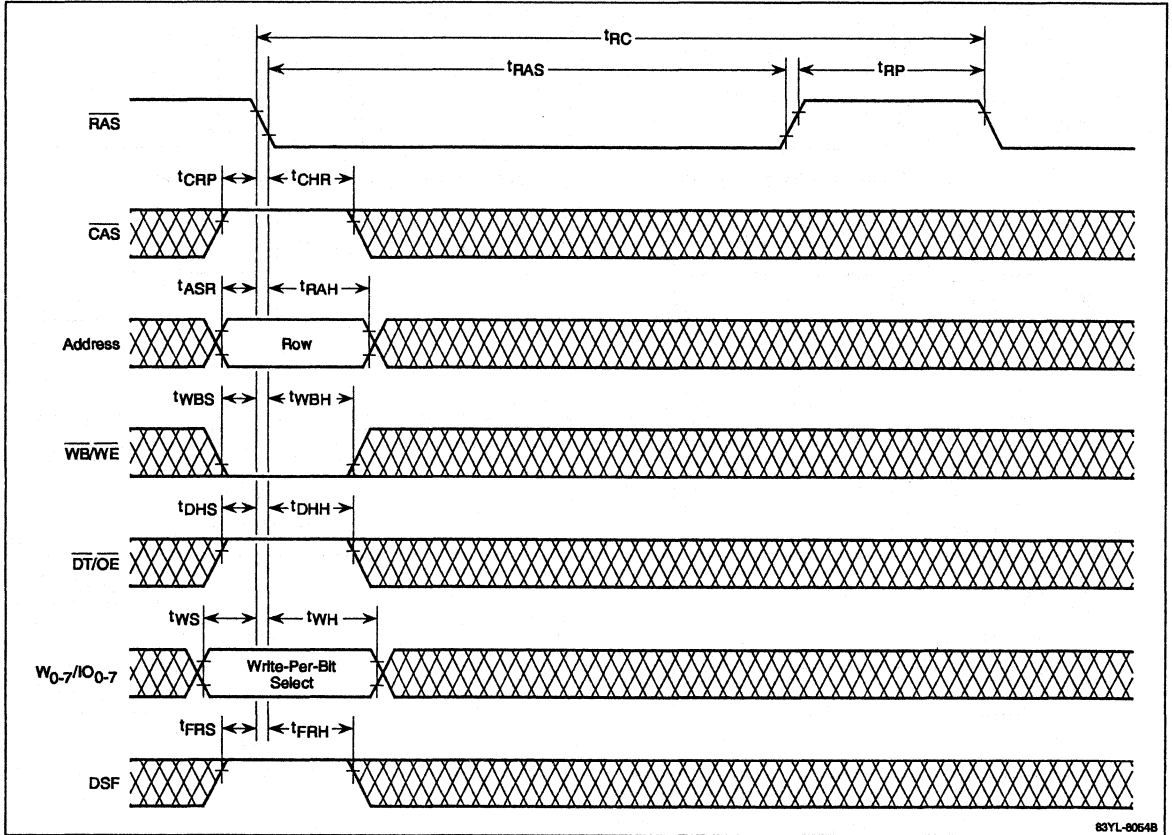 tRC
tRAS
tRP
RAS
tCRP
tCHR
CAS
tASR
tRAH
Address
Row
tWBS
tWBH
WB/WE
tDHS
tDHH
DT/OE
tWS
tWH
W0-7/IO0-7
Write-Per-Bit
Select
tFRS
tFRH
DSF
83YL-8054B